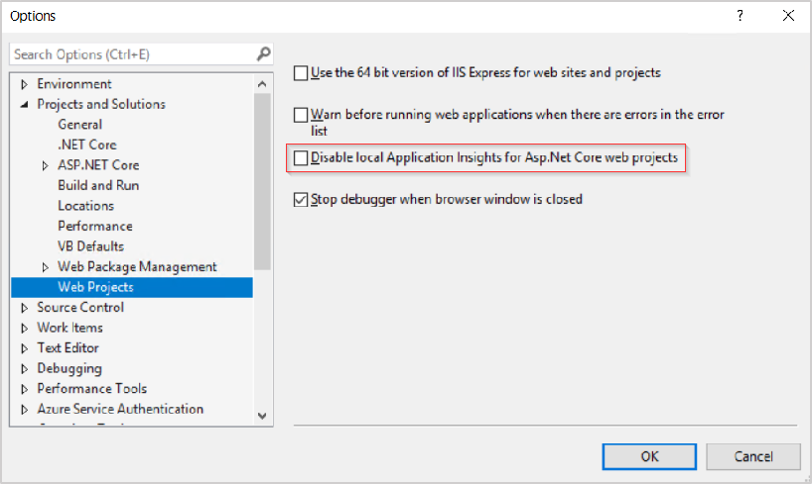 Options
?
Search Options (Ctrl+E)
Environment
Projects and Solutions
General
.NET Core
ASP.NET Core
Build and Run
Locations
Performance
VB Defaults
Web Package Management
Web Projects
Source Control
Work Items
Text Editor
Debugging
Performance Tools
Azure Service Authentication
Use the 64 bit version of IIS Express for web sites and projects
Warn before running web applications when there are errors in the error
list
Disable local Application Insights for Asp.Net Core web projects
Stop debugger when browser window is closed
OK
Cancel